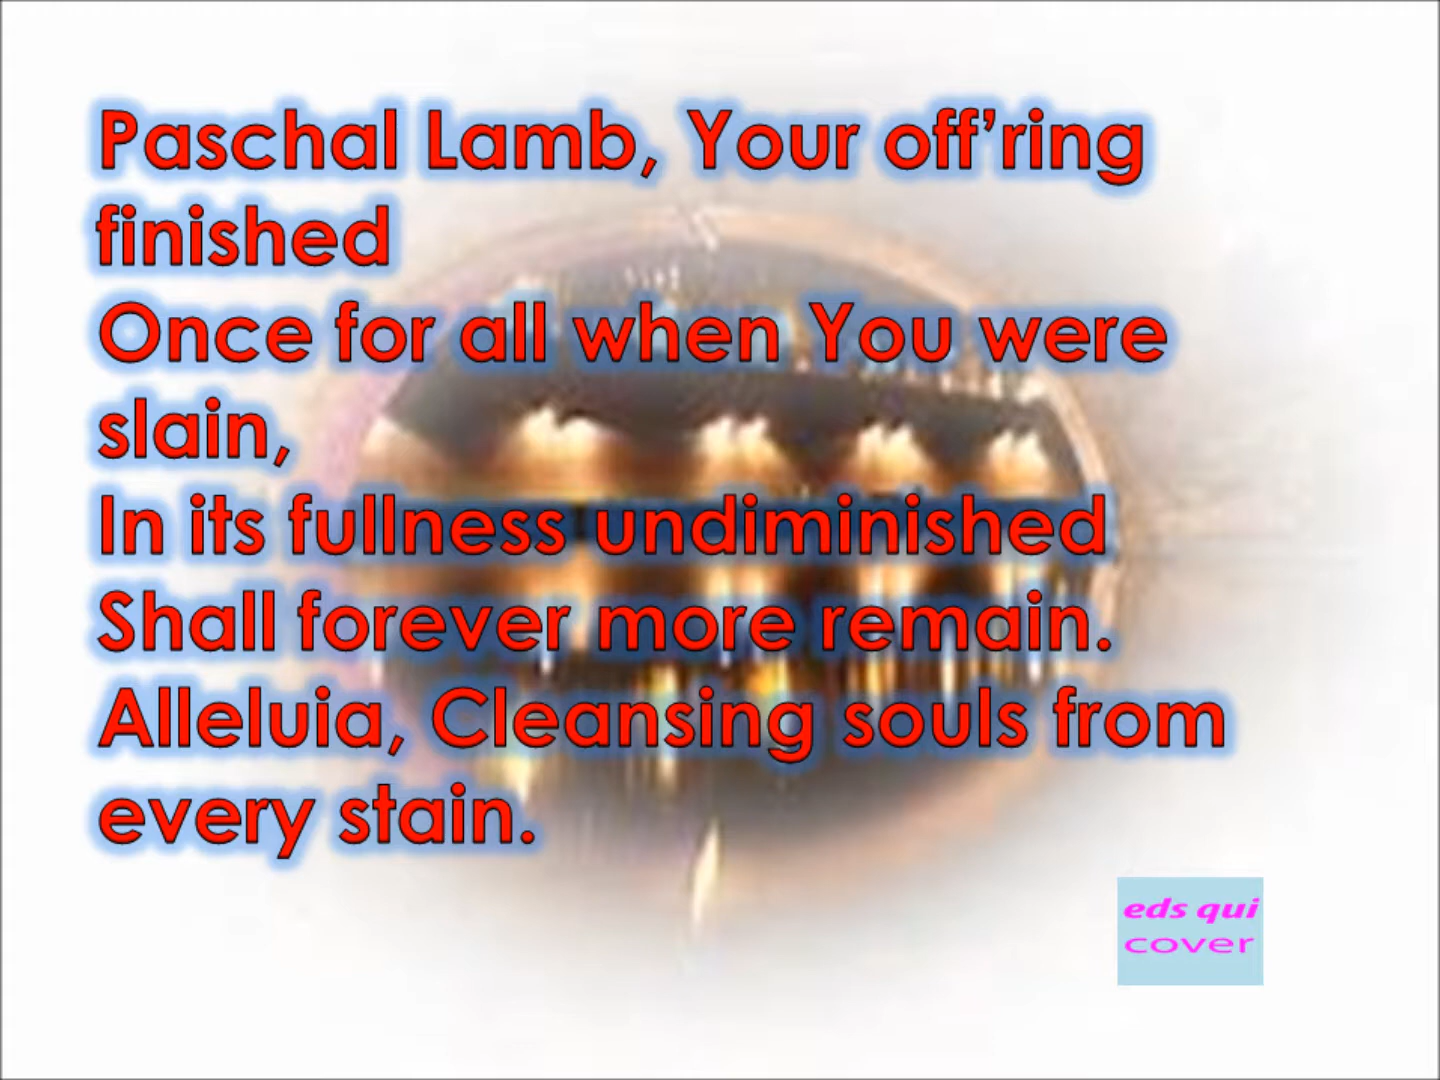 Paschal Lamb, Your off’ring
finished
Once for all when You were
slain,
In its fullness undiminished
Shall forever more remain.
Alleluia, Cleansing souls from
every stain.
eds qui
cover